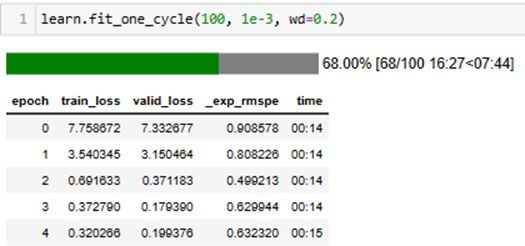 1 learn.fit_one_cycle(100, 1e-3, wd=0.2)
68.00% [68/100 16:27<07:44]
epoch train_loss valid_loss _exp_rmspe time
0 7.758672 7.332677 0.908578 00:14
1 3.540345 3.150464 0.808226 00:14
2 0.691633 0.371183 0.499213 00:14
3 0.372790 0.179390 0.629944 00:14
4 0.320266 0.199376 0.632320 00:15